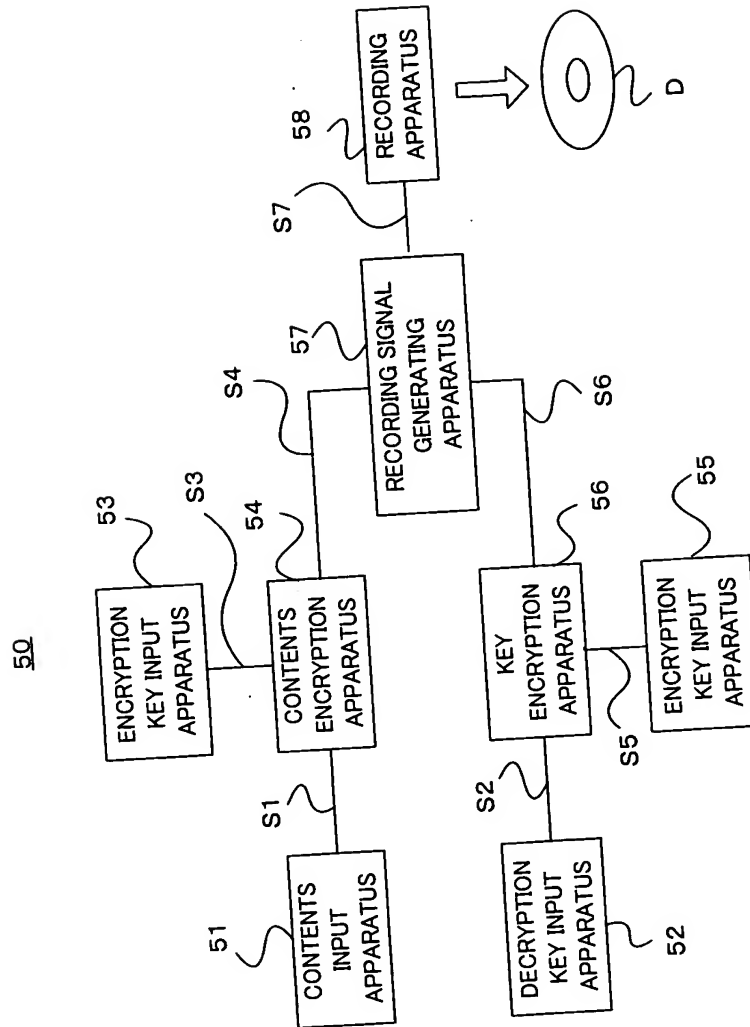 50
53
ENCRYPTION
KEY INPUT
APPARATUS
S3
51
CONTENTS
INPUT
APPARATUS
S1
54
CONTENTS
ENCRYPTION
APPARATUS
S4
57
RECORDING SIGNAL
GENERATING
APPARATUS
S7
58
RECORDING
APPARATUS
D
52
DECRYPTION
KEY INPUT
APPARATUS
S2
56
KEY
ENCRYPTION
APPARATUS
S6
S5
55
ENCRYPTION
KEY INPUT
APPARATUS